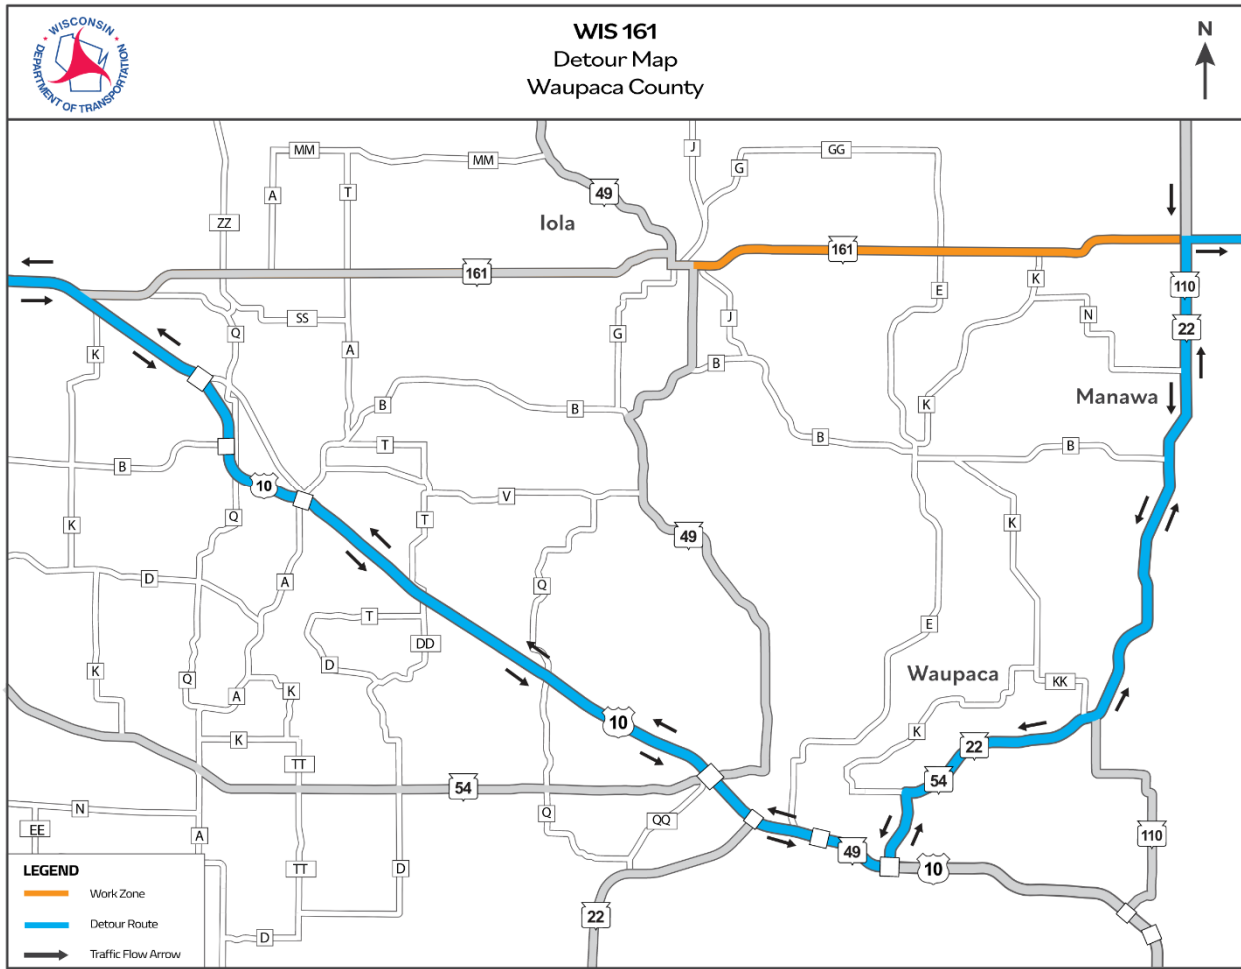 WISCONSIN
DEPARTMENT OF TRANSPORTATION
WIS 161
Detour Map
Waupaca County
N
MM
MM
J
GG
G
A
T
49
ZZ
Iola
161
161
K
E
110
SS
J
N
22
Q
G
K
A
B
Manawa
B
B
K
B
T
B
B
10
V
Q
T
K
K
49
D
A
Q
T
E
DD
D
Waupaca
K
Q
A
K
KK
10
K
K
22
TT
54
54
N
Q
QQ
EE
A
110
49
TT
D
10
22
D
LEGEND
Work Zone
Detour Route
Traffic Flow Arrow